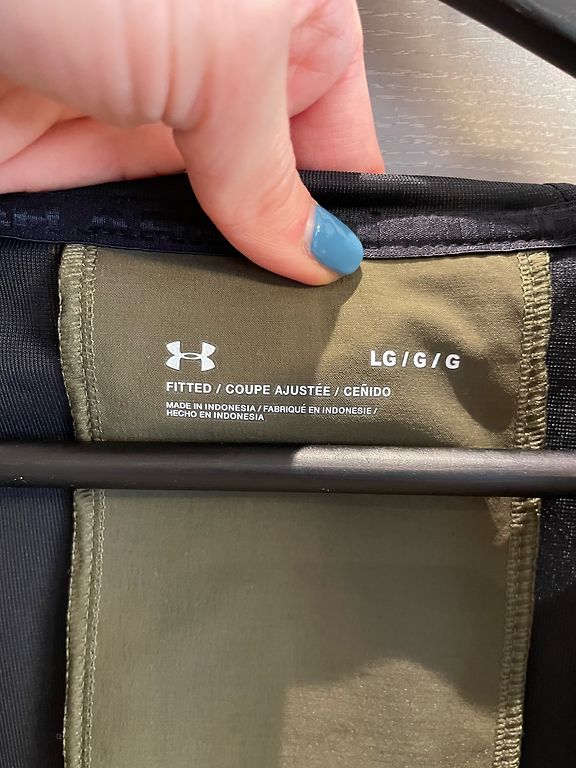 LG / G / G
FITTED / COUPE AJUSTÉE / CEÑIDO
MADE IN INDONESIA / FABRIQUÉ EN INDONESIE /
HECHO EN INDONESIA